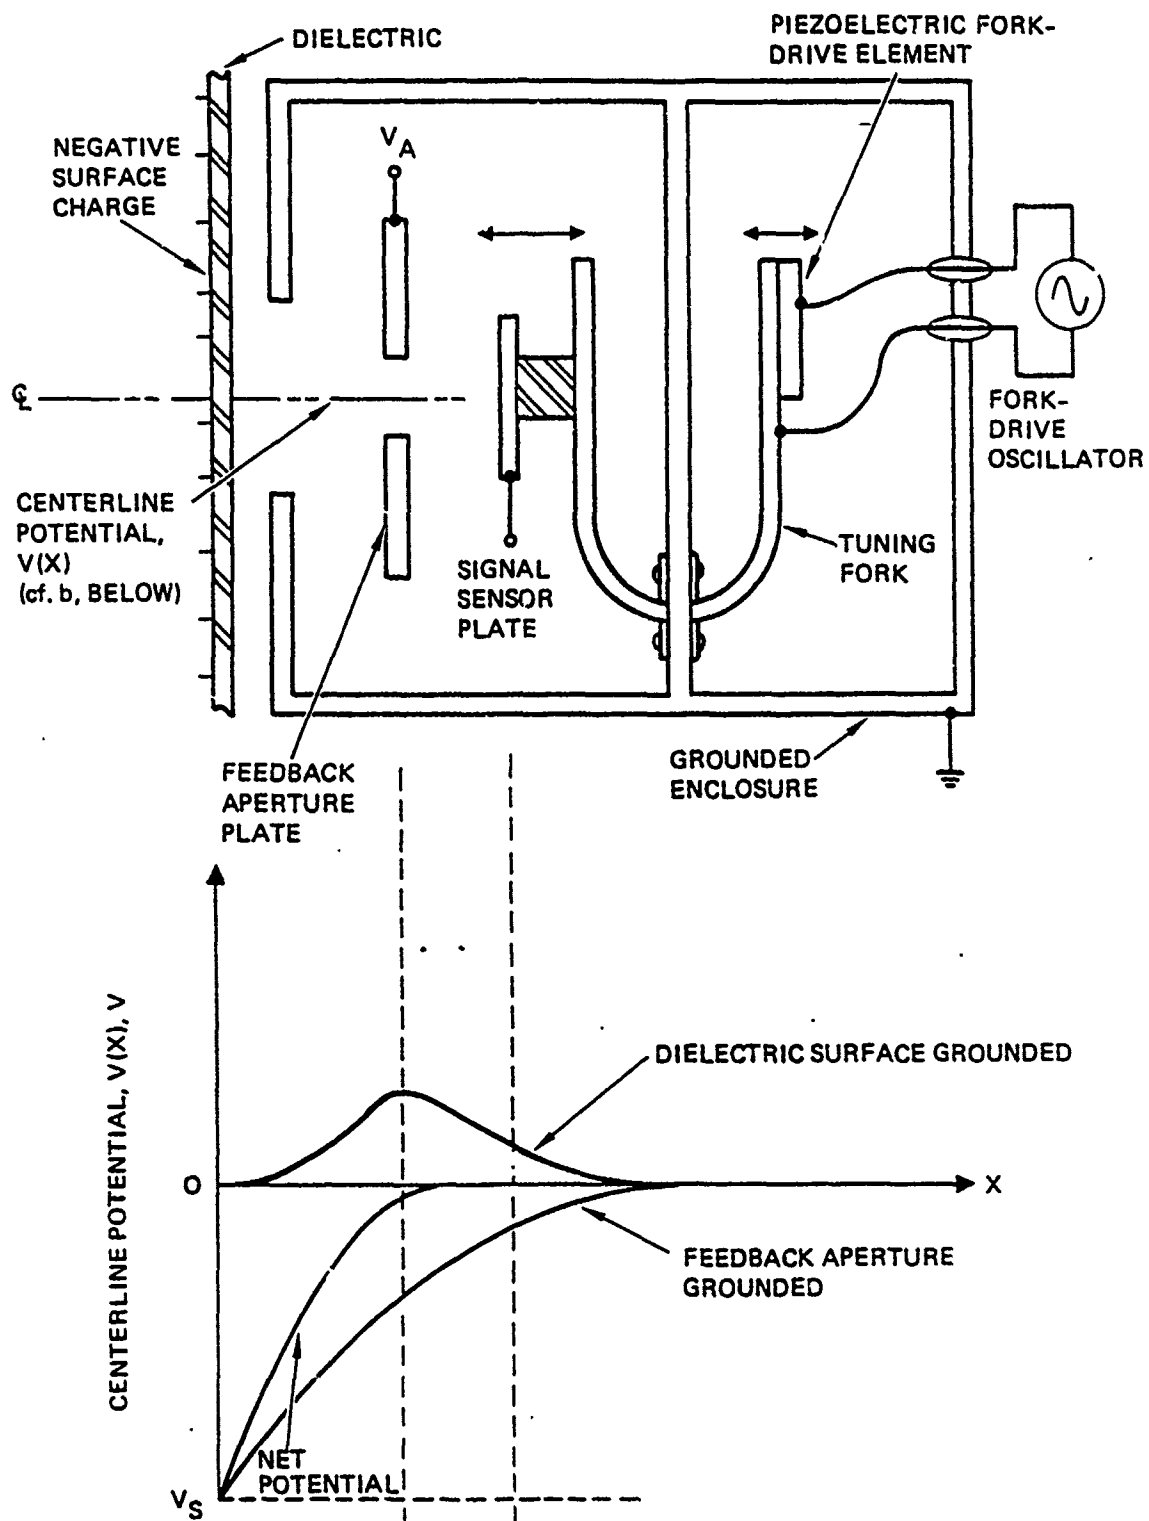 DIELECTRIC
PIEZOELECTRIC FORK-
DRIVE ELEMENT
NEGATIVE
SURFACE
CHARGE
VA
℄
CENTERLINE
POTENTIAL,
V(X)
(cf. b, BELOW)
SIGNAL
SENSOR
PLATE
TUNING
FORK
FORK-
DRIVE
OSCILLATOR
FEEDBACK
APERTURE
PLATE
GROUNDED
ENCLOSURE
CENTERLINE POTENTIAL, V(X), V
DIELECTRIC SURFACE GROUNDED
0
X
FEEDBACK APERTURE
GROUNDED
NET
POTENTIAL
VS